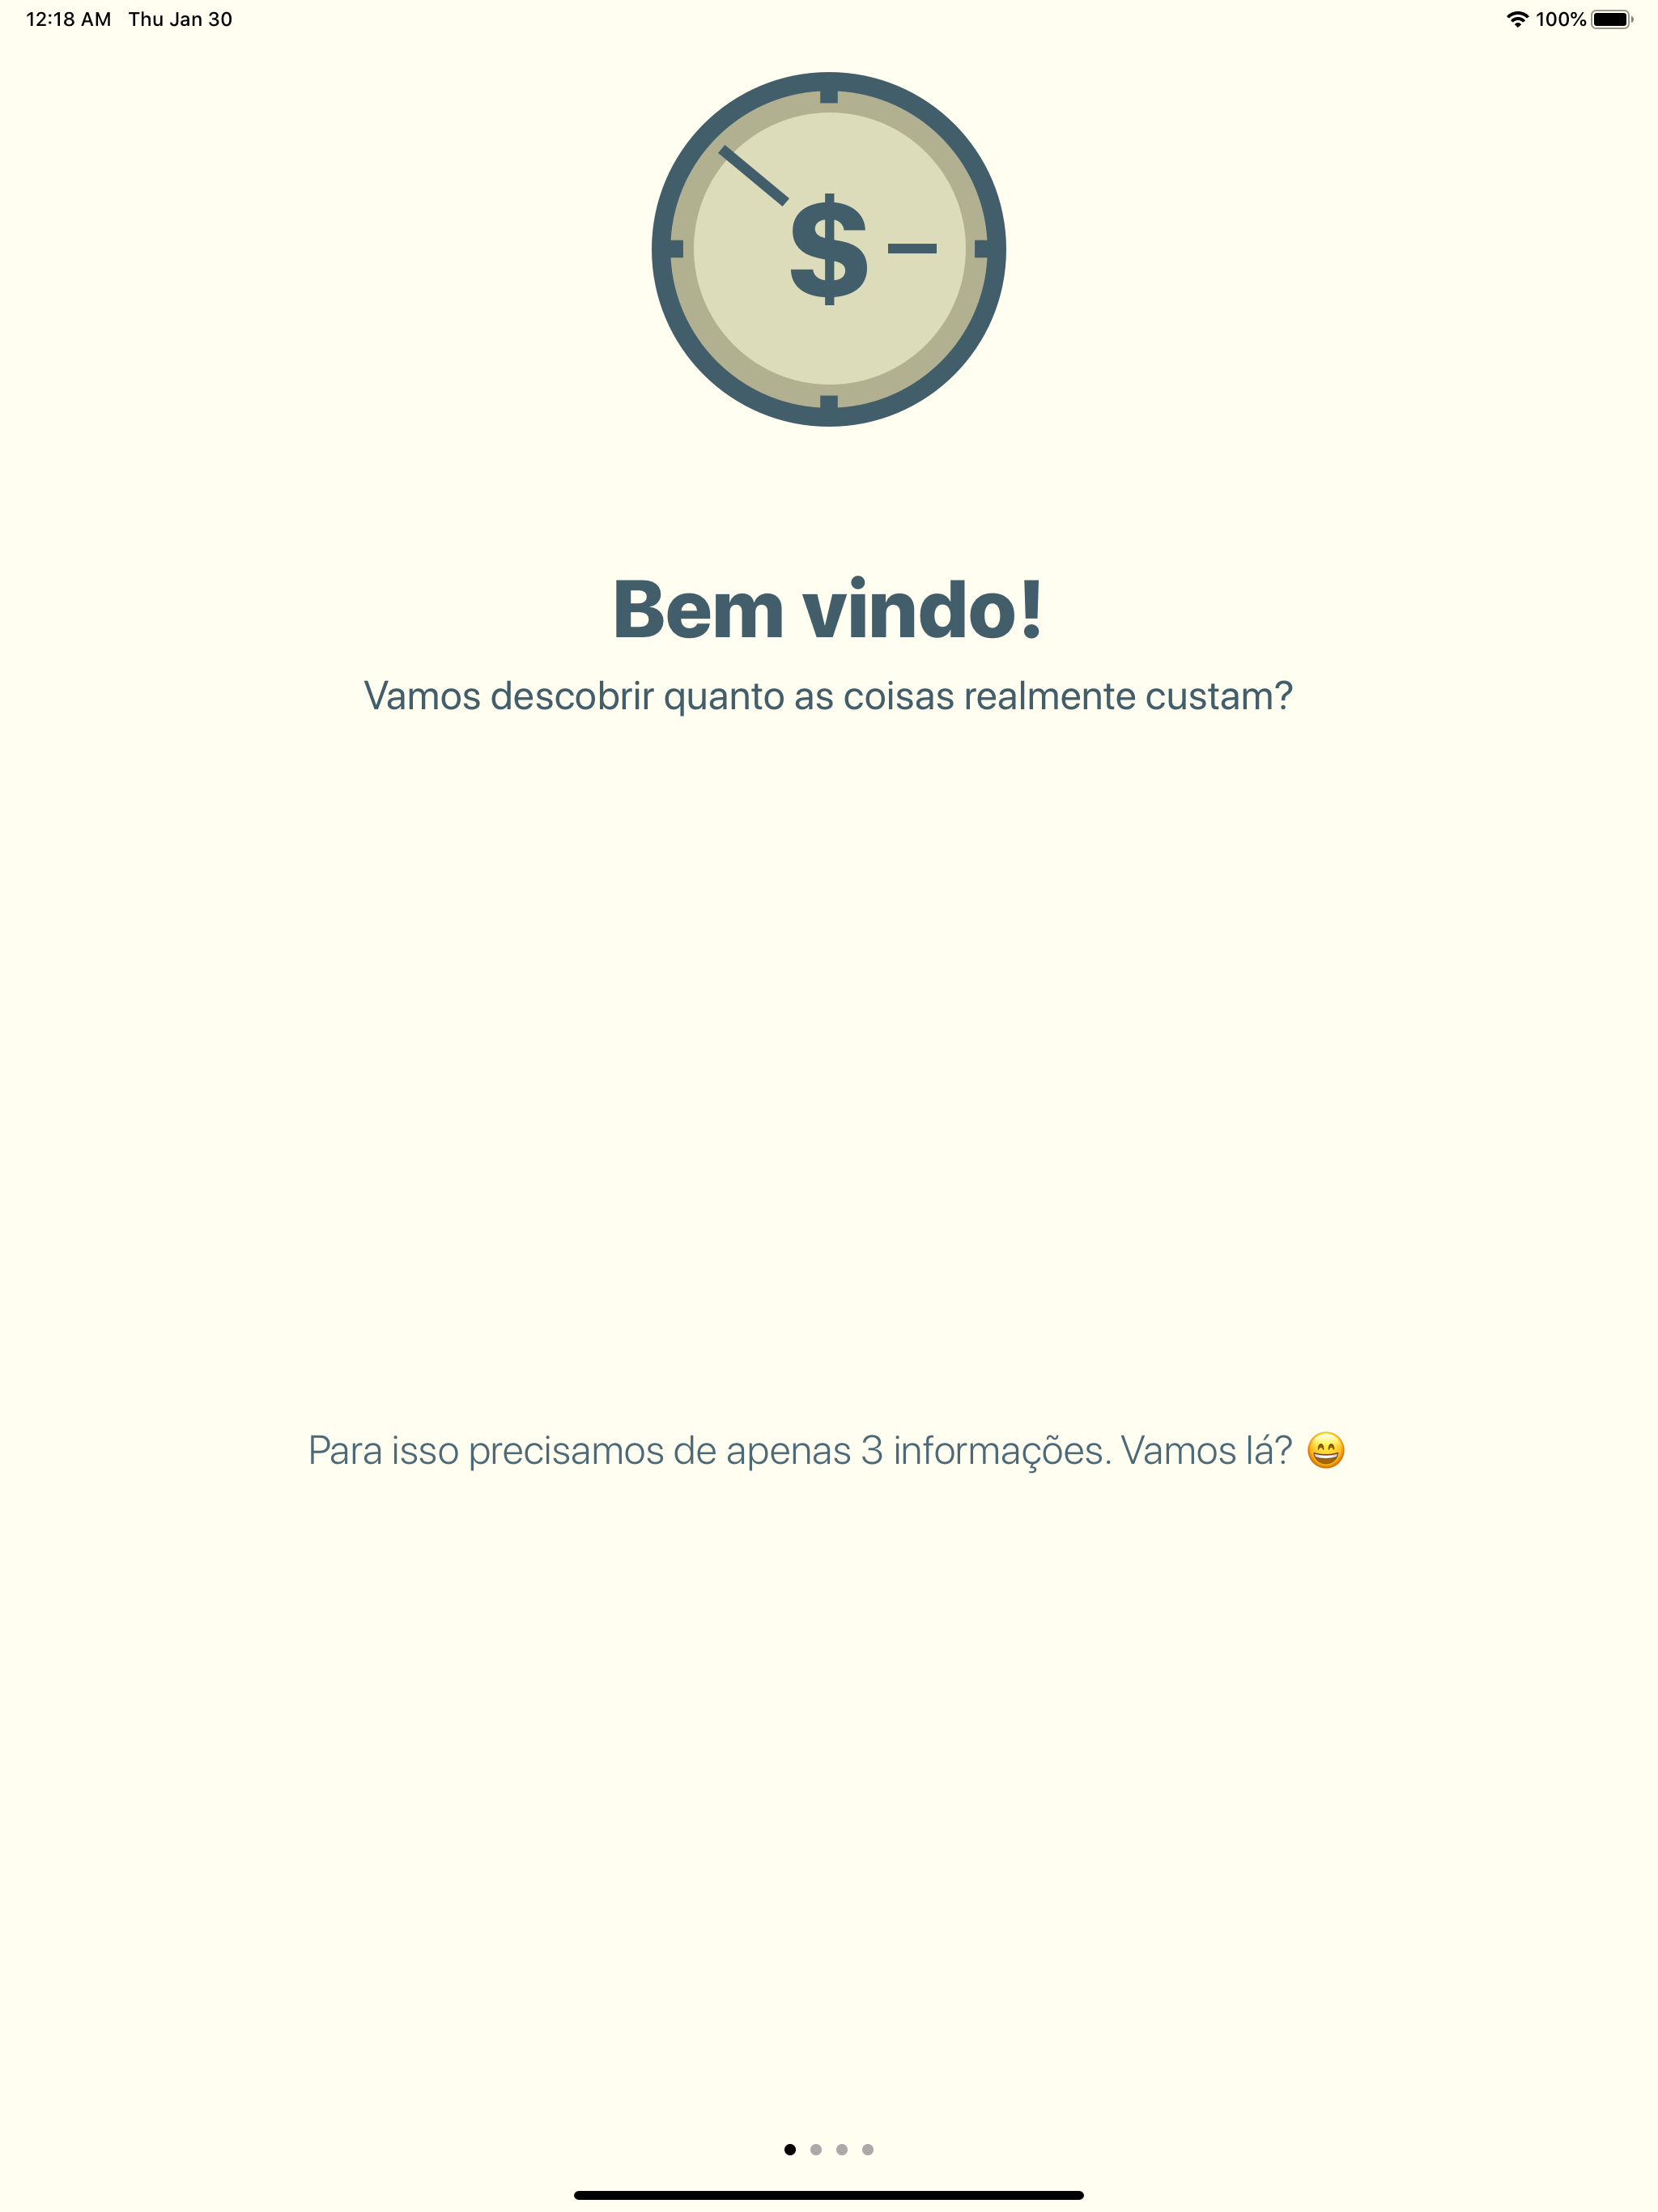 12:18 AM Thu Jan 30
100%
$
Bem vindo!
Vamos descobrir quanto as coisas realmente custam?
Para isso precisamos de apenas 3 informações. Vamos lá? 😄